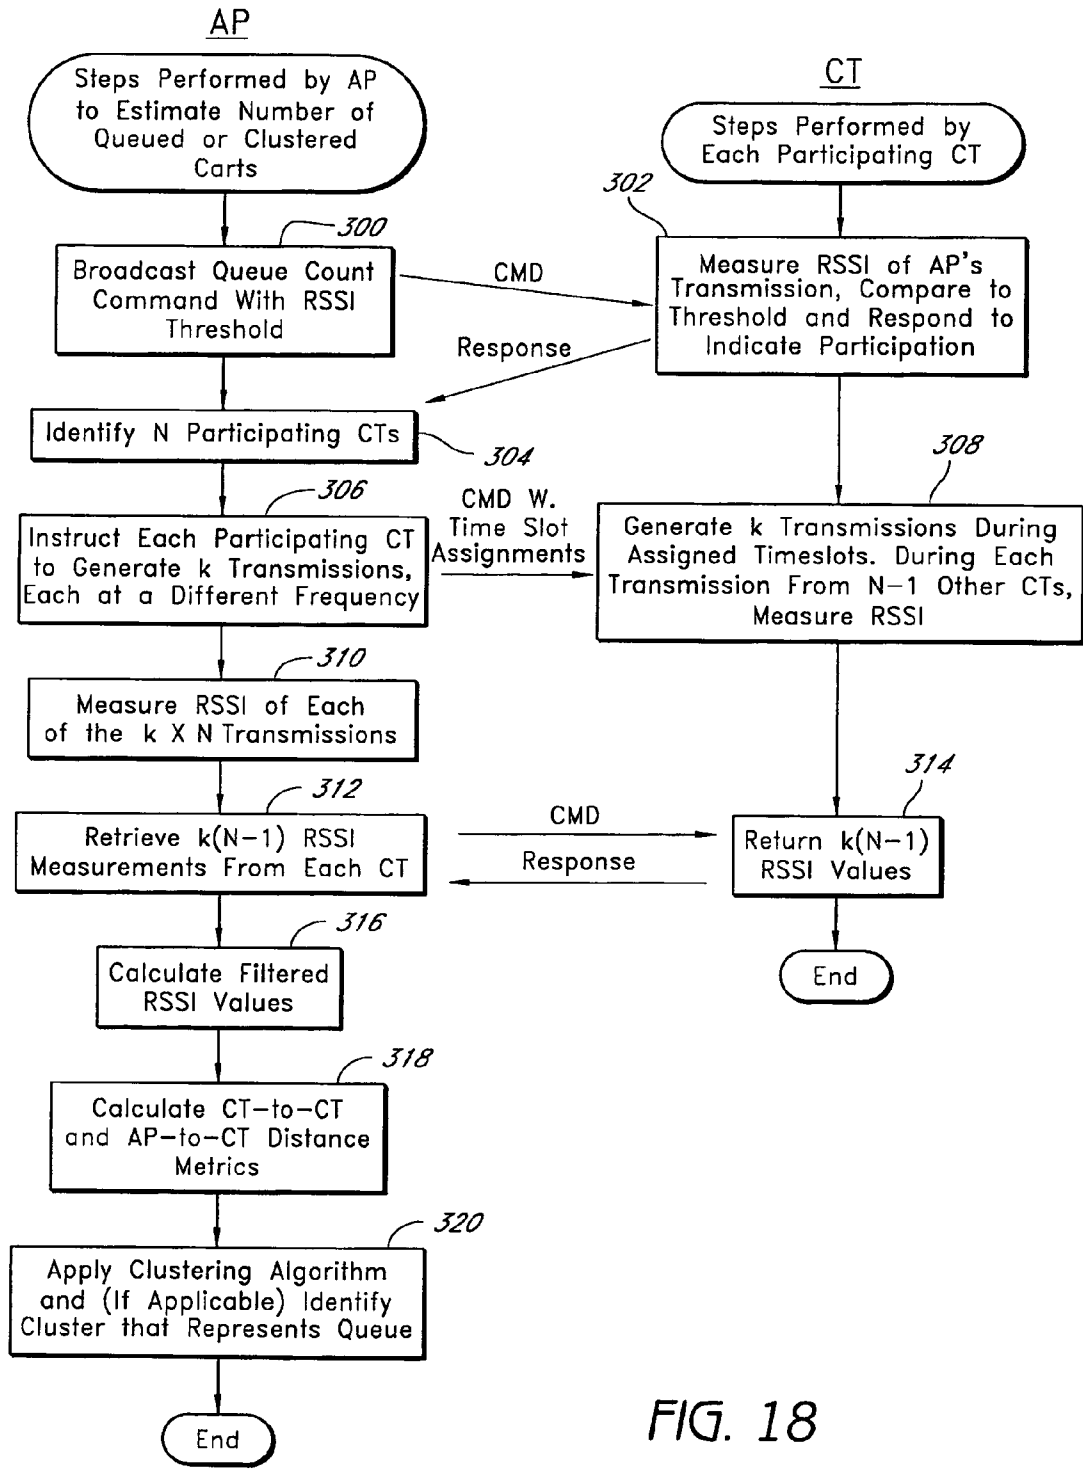 AP
Steps Performed by AP
to Estimate Number of
Queued or Clustered
Carts
CT
Steps Performed by
Each Participating CT
300
Broadcast Queue Count
Command With RSSI
Threshold
CMD
302
Measure RSSI of AP's
Transmission, Compare to
Threshold and Respond to
Indicate Participation
Response
Identify N Participating CTs
304
306
Instruct Each Participating CT
to Generate k Transmissions,
Each at a Different Frequency
CMD W.
Time Slot
Assignments
308
Generate k Transmissions During
Assigned Timeslots. During Each
Transmission From N-1 Other CTs,
Measure RSSI
310
Measure RSSI of Each
of the k X N Transmissions
312
Retrieve k(N-1) RSSI
Measurements From Each CT
CMD
Response
314
Return k(N-1)
RSSI Values
End
316
Calculate Filtered
RSSI Values
318
Calculate CT-to-CT
and AP-to-CT Distance
Metrics
320
Apply Clustering Algorithm
and (If Applicable) Identify
Cluster that Represents Queue
End
FIG. 18